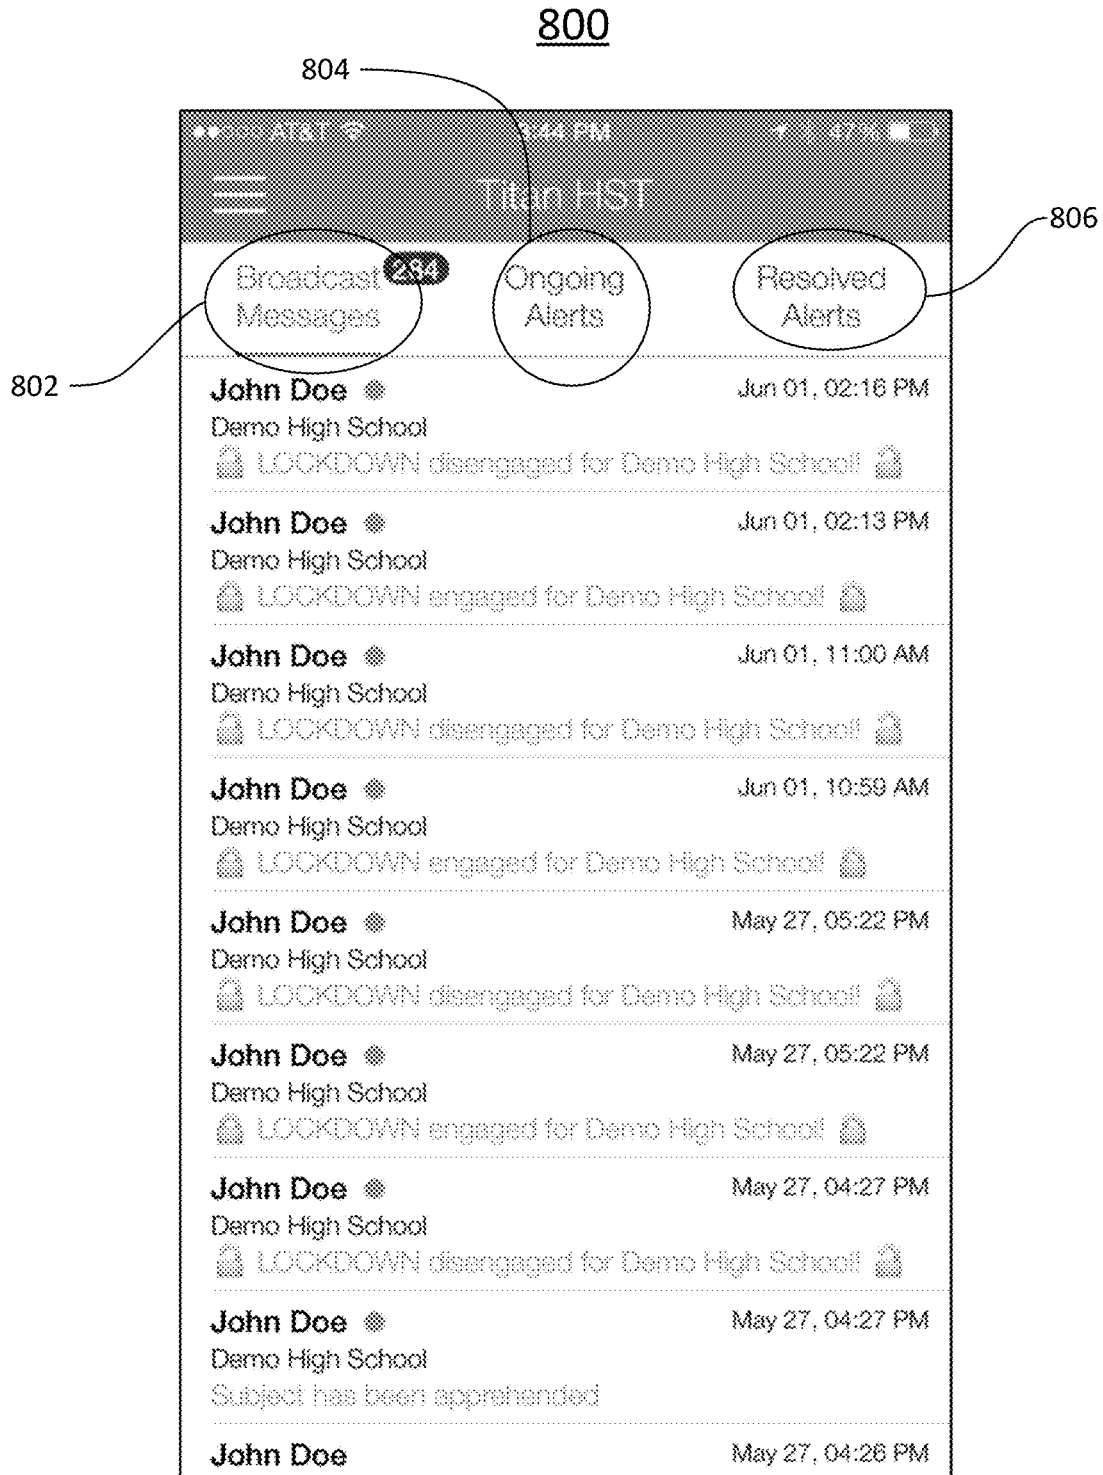 800
804
AT&T 3:44 PM 47%
Titan HST
806
Broadcast Messages 284
Ongoing Alerts
Resolved Alerts
802
John Doe Jun 01, 02:16 PM
Demo High School
LOCKDOWN disengaged for Demo High School!
John Doe Jun 01, 02:13 PM
Demo High School
LOCKDOWN engaged for Demo High School!
John Doe Jun 01, 11:00 AM
Demo High School
LOCKDOWN disengaged for Demo High School!
John Doe Jun 01, 10:59 AM
Demo High School
LOCKDOWN engaged for Demo High School!
John Doe May 27, 05:22 PM
Demo High School
LOCKDOWN disengaged for Demo High School!
John Doe May 27, 05:22 PM
Demo High School
LOCKDOWN engaged for Demo High School!
John Doe May 27, 04:27 PM
Demo High School
LOCKDOWN disengaged for Demo High School!
John Doe May 27, 04:27 PM
Demo High School
Subject has been apprehended
John Doe May 27, 04:26 PM